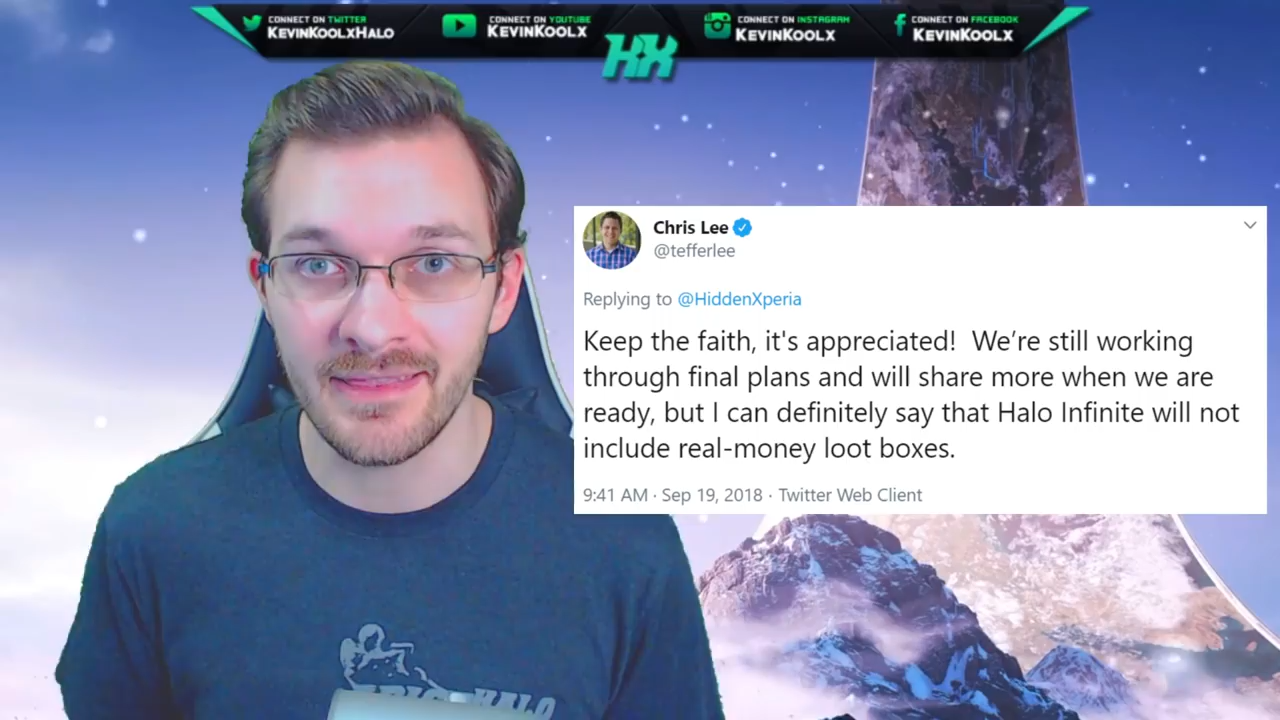 CONNECT ON TWITTER
KEVINKOOLXHALO
CONNECT ON YOUTUBE
KEVINKOOLX
CONNECT ON INSTAGRAM
KEVINKOOLX
CONNECT ON FACEBOOK
KEVINKOOLX
KX
Chris Lee
@tefferlee
Replying to @HiddenXperia
Keep the faith, it's appreciated!  We’re still working
through final plans and will share more when we are
ready, but I can definitely say that Halo Infinite will not
include real-money loot boxes.
9:41 AM · Sep 19, 2018 · Twitter Web Client
HALO